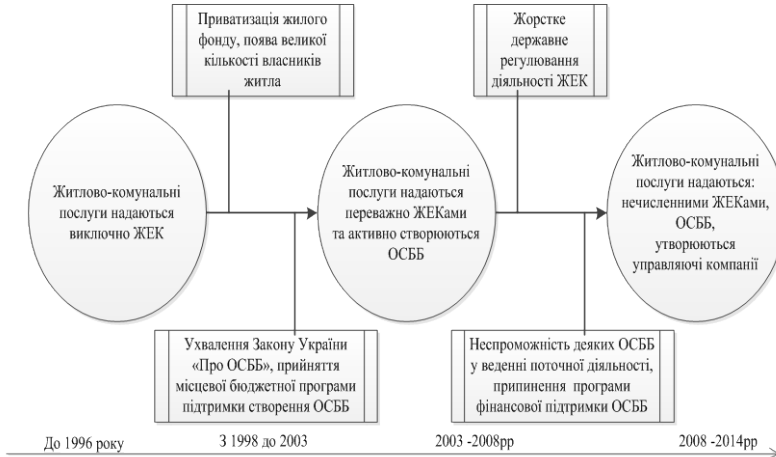 Приватизація жилого
фонду, поява великої
кількості власників
житла
Жорстке
державне
регулювання
діяльності ЖЕК
Житлово-комунальні
послуги надаються
виключно ЖЕК
Житлово-комунальні
послуги надаються
переважно ЖЕКами
та активно створюються
ОСББ
Житлово-комунальні
послуги надаються:
нечисленними ЖЕКами,
ОСББ,
утворюються
управляючі компанії
Ухвалення Закону України
«Про ОСББ», прийняття
місцевої бюджетної програми
підтримки створення ОСББ
Неспроможність деяких ОСББ
у веденні поточної діяльності,
припинення програми
фінансової підтримки ОСББ
До 1996 року
З 1998 до 2003
2003 -2008рр
2008 -2014рр